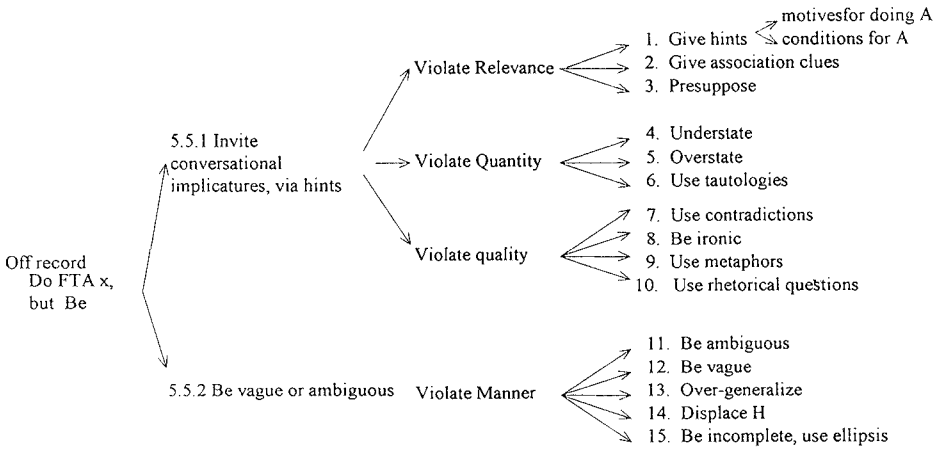 motivesfor doing A
1. Give hints
conditions for A
Violate Relevance
2. Give association clues
3. Presuppose
5.5.1 Invite
conversational
implicatures, via hints
4. Understate
Violate Quantity
5. Overstate
6. Use tautologies
7. Use contradictions
8. Be ironic
Violate quality
9. Use metaphors
10. Use rhetorical questions
Off record
Do FTA x,
but Be
11. Be ambiguous
12. Be vague
5.5.2 Be vague or ambiguous
Violate Manner
13. Over-generalize
14. Displace H
15. Be incomplete, use ellipsis